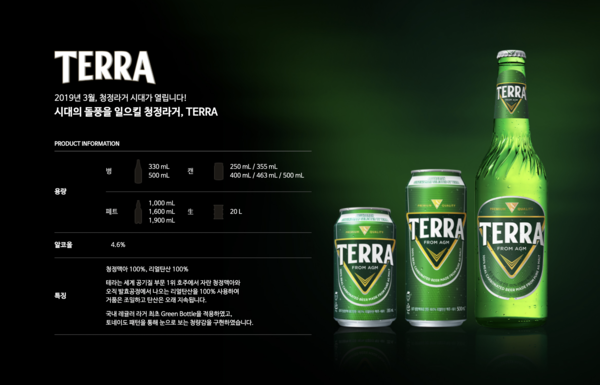 TERRA
2019년 3월, 청정라거 시대가 열립니다!
시대의 돌풍을 일으킬 청정라거, TERRA
PRODUCT INFORMATION
용량
병
330 mL
500 mL
캔
250 mL / 355 mL
400 mL / 463 mL / 500 mL
페트
1,000 mL
1,600 mL
1,900 mL
生
20 L
알코올
4.6%
특징
청정맥아 100%, 리얼탄산 100%
테라는 세계 공기질 부문 1위 호주에서 자란 청정맥아와
오직 발효공정에서 나오는 리얼탄산을 100% 사용하여
거품은 조밀하고 탄산은 오래 지속됩니다.
국내 레귤러 라거 최초 Green Bottle을 적용하였고,
토네이도 패턴을 통해 눈으로 보는 청량감을 구현하였습니다.
TERRA
FROM AGM
TERRA
FROM AGM
TERRA
TERRA
FROM AGM